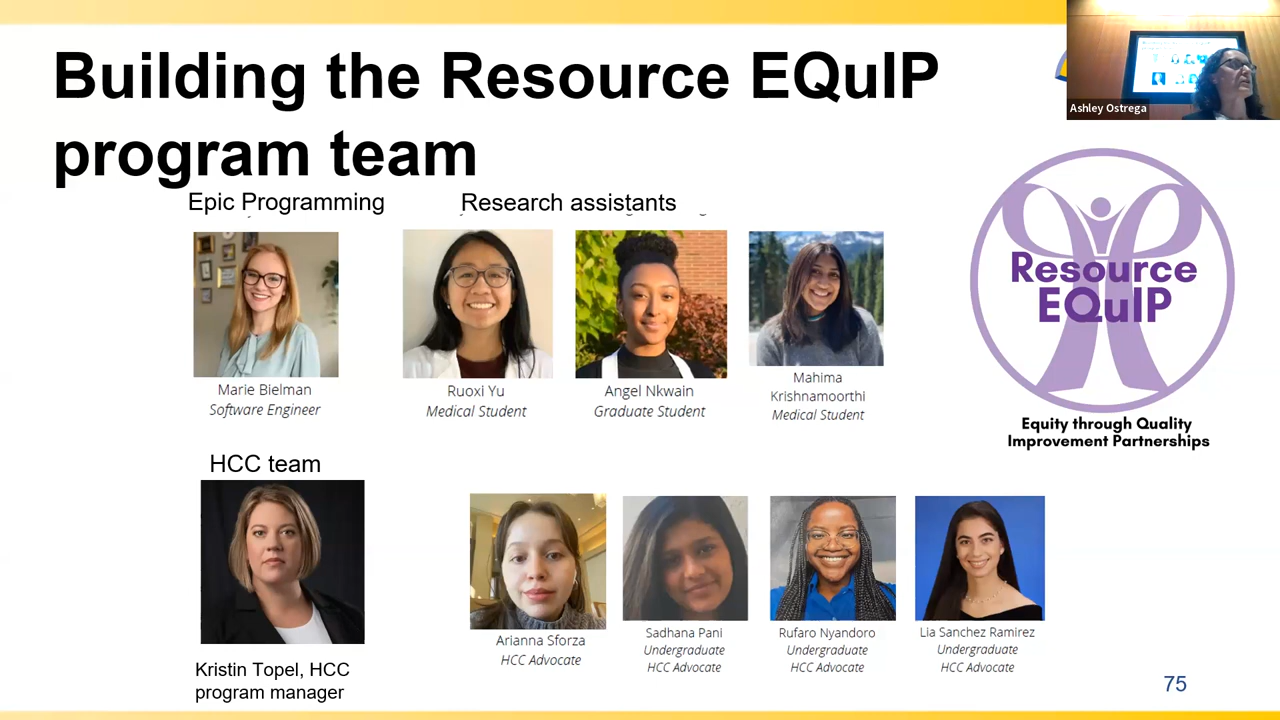 Building the Resource EQuIP
program team
Ashley Ostrega
Epic Programming
Research assistants
Marie Bielman
Software Engineer
Ruoxi Yu
Medical Student
Angel Nkwain
Graduate Student
Mahima
Krishnamoorthi
Medical Student
Resource
EQuIP
Equity through Quality
Improvement Partnerships
HCC team
Kristin Topel, HCC
program manager
Arianna Sforza
HCC Advocate
Sadhana Pani
Undergraduate
HCC Advocate
Rufaro Nyandoro
Undergraduate
HCC Advocate
Lia Sanchez Ramirez
Undergraduate
HCC Advocate
75